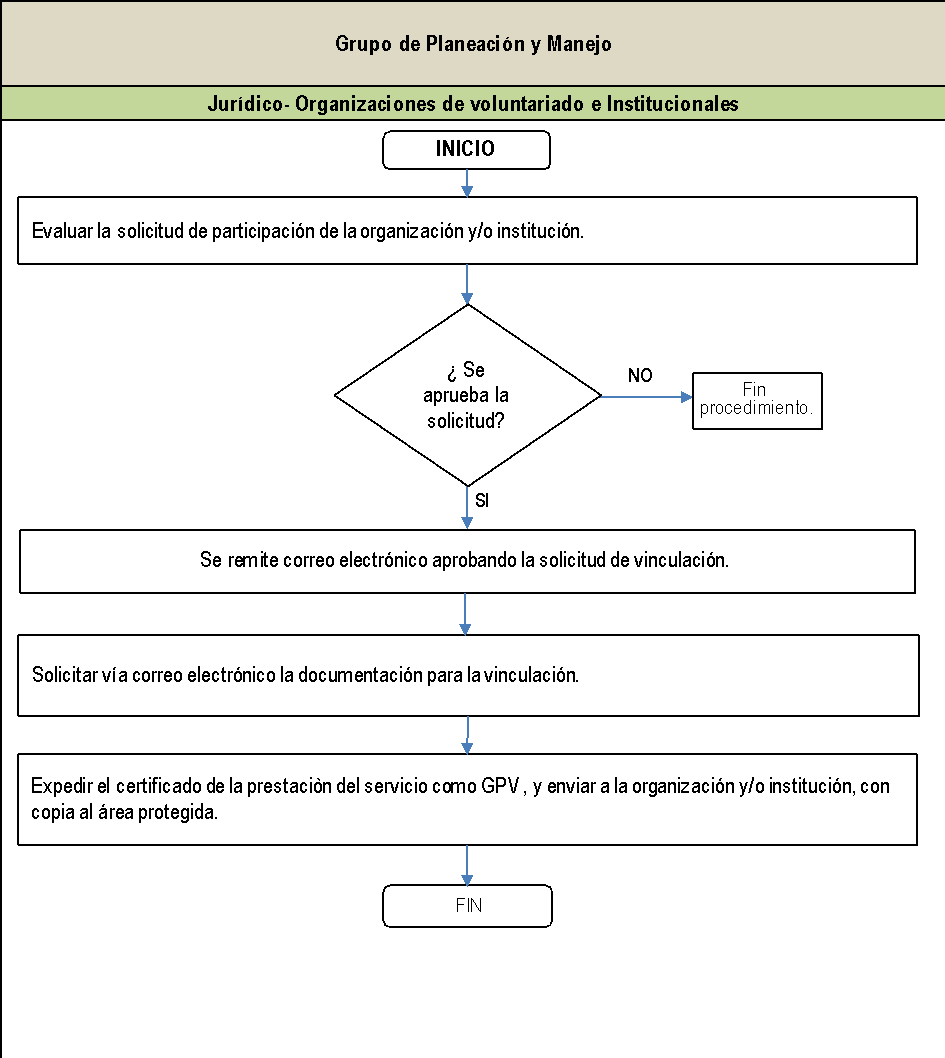 Grupo de Planeación y Manejo
Jurídico- Organizaciones de voluntariado e Institucionales
INICIO
Evaluar la solicitud de participación de la organización y/o institución.
¿ Se
aprueba la
solicitud?
NO
Fin
procedimiento.
SI
Se remite correo electrónico aprobando la solicitud de vinculación.
Solicitar vía correo electrónico la documentación para la vinculación.
Expedir el certificado de la prestaciòn del servicio como GPV , y enviar a la organización y/o institución, con
copia al área protegida.
FIN